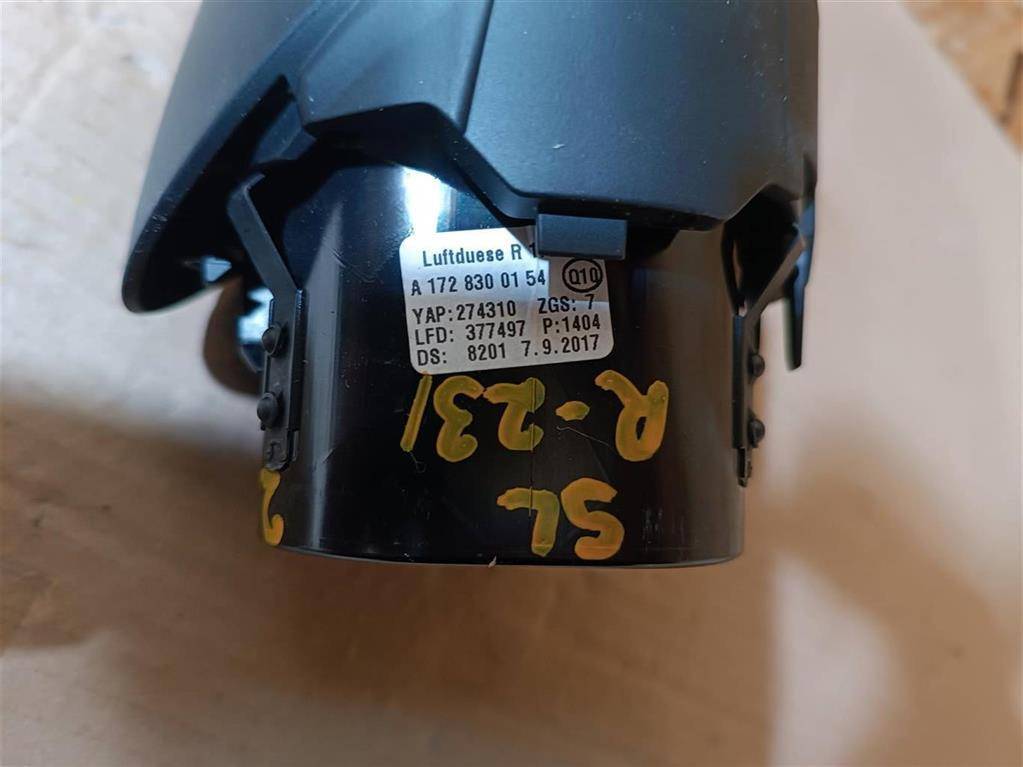 Luftduese R
A 172 830 01 54 Q10
YAP:274310 ZGS: 7
LFD: 377497 P:1404
DS: 8201 7.9.2017
SL
R-231